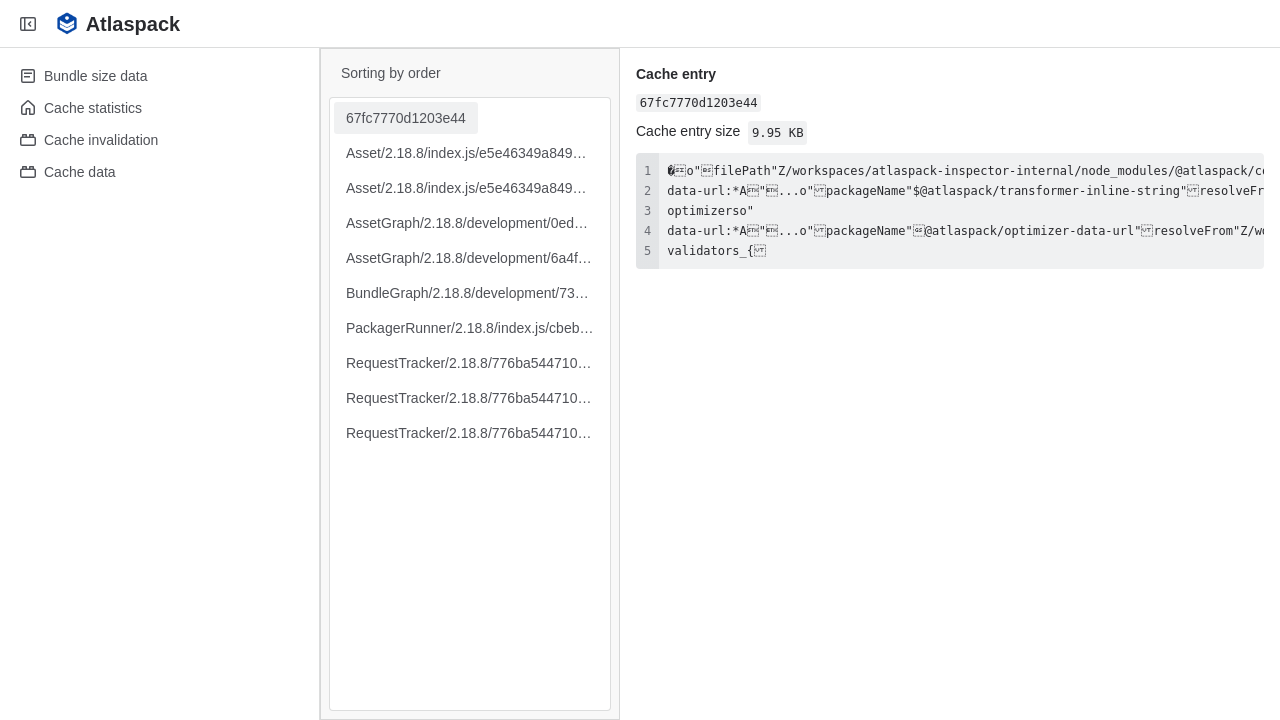 Atlaspack
Bundle size data
Cache statistics
Cache invalidation
Cache data
Sorting by order
67fc7770d1203e44
Asset/2.18.8/index.js/e5e46349a849…
Asset/2.18.8/index.js/e5e46349a849…
AssetGraph/2.18.8/development/0ed…
AssetGraph/2.18.8/development/6a4f…
BundleGraph/2.18.8/development/73…
PackagerRunner/2.18.8/index.js/cbeb…
RequestTracker/2.18.8/776ba544710…
RequestTracker/2.18.8/776ba544710…
RequestTracker/2.18.8/776ba544710…
Cache entry
67fc7770d1203e44
Cache entry size 9.95 KB
1 �o"filePath"Z/workspaces/atlaspack-inspector-internal/node_modules/@atlaspack/co
2 data-url:*A"...o"packageName"$@atlaspack/transformer-inline-string"resolveFr
3 optimizerso"
4 data-url:*A"...o"packageName"@atlaspack/optimizer-data-url"resolveFrom"Z/wo
5 validators_{